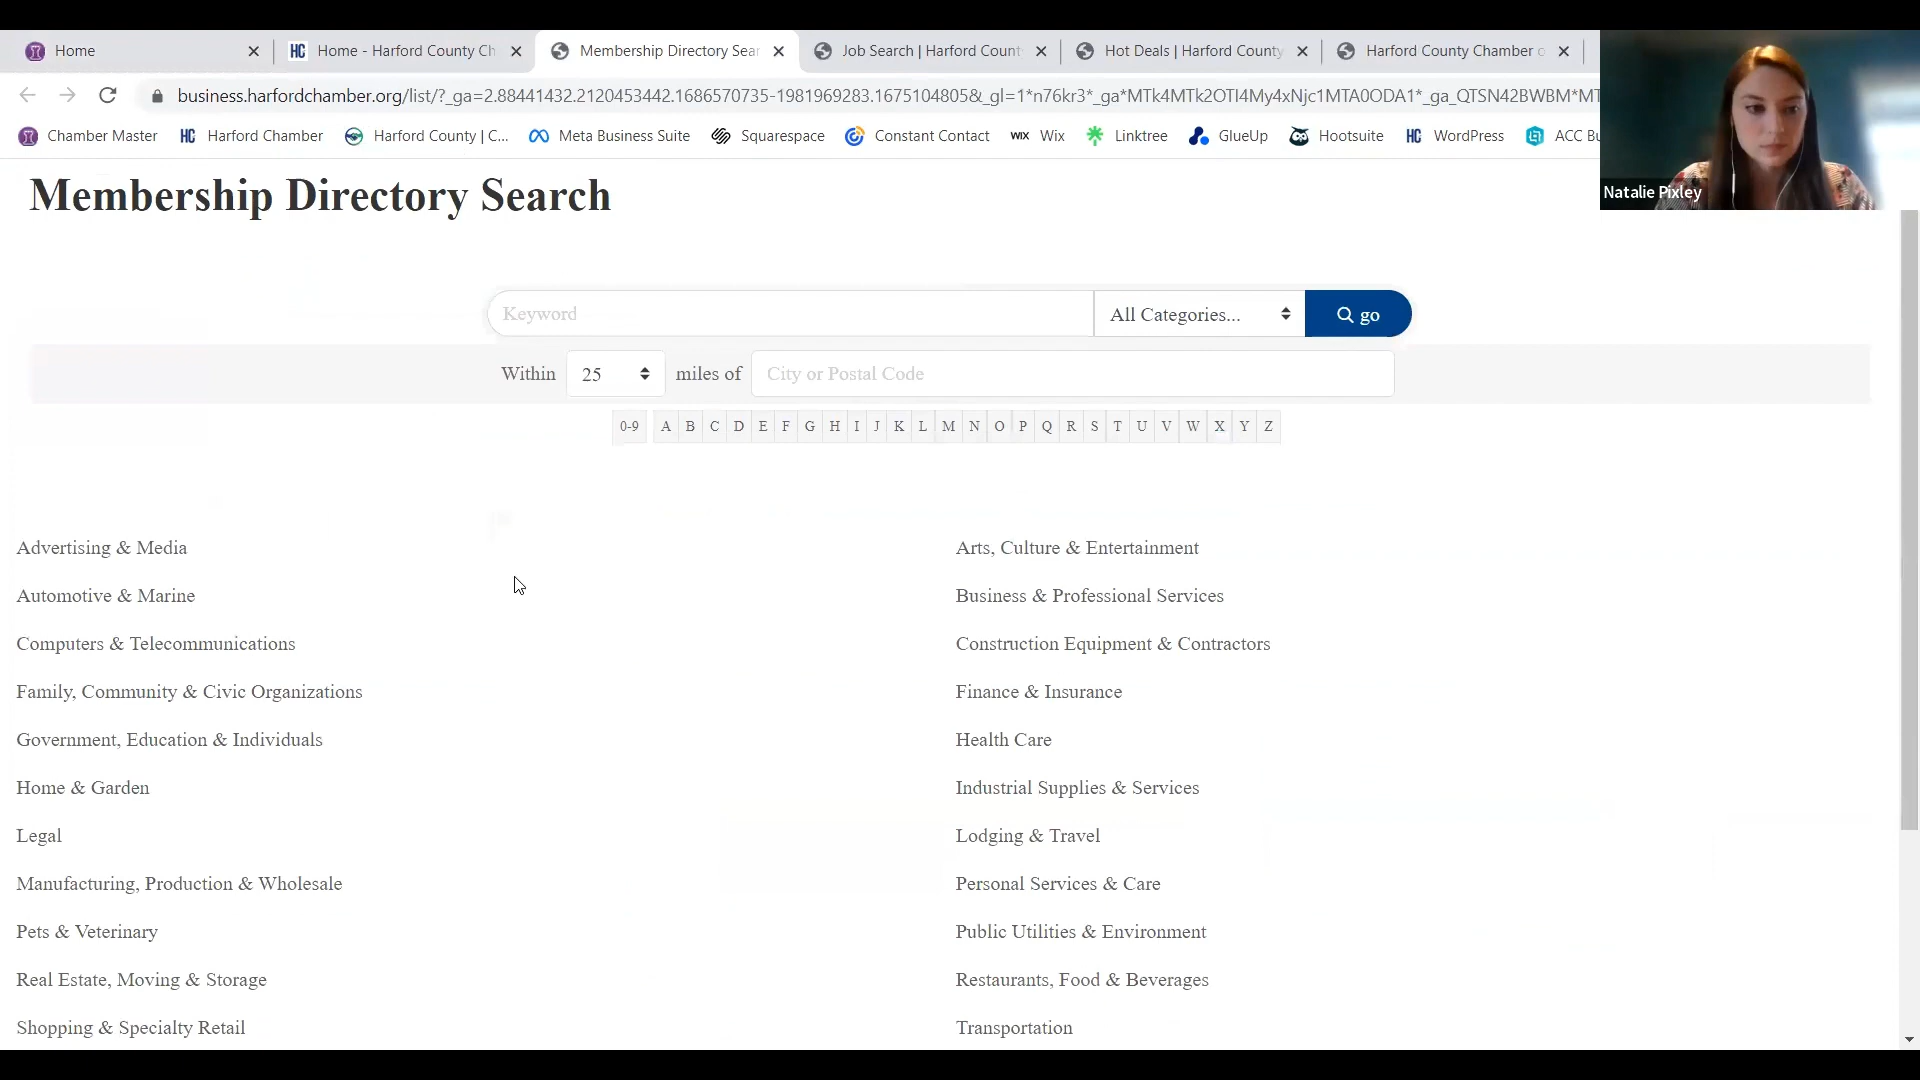 Home
Home - Harford County Ch
Membership Directory Sear
Job Search | Harford Count
Hot Deals | Harford County
Harford County Chamber o
business.harfordchamber.org/list/?_ga=2.88441432.2120453442.1686570735-1981969283.1675104805&_gl=1*n76kr3*_ga*MTk4MTk2OTI4My4xNjc1MTA0ODA1*_ga_QTSN42BWBM*MT
Chamber Master
HC Harford Chamber
Harford County | C...
Meta Business Suite
Squarespace
Constant Contact
WIX Wix
Linktree
GlueUp
Hootsuite
HC WordPress
ACC Bu
Natalie Pixley
Membership Directory Search
Keyword
All Categories...
go
Within 25 miles of City or Postal Code
0-9 A B C D E F G H I J K L M N O P Q R S T U V W X Y Z
Advertising & Media
Arts, Culture & Entertainment
Automotive & Marine
Business & Professional Services
Computers & Telecommunications
Construction Equipment & Contractors
Family, Community & Civic Organizations
Finance & Insurance
Government, Education & Individuals
Health Care
Home & Garden
Industrial Supplies & Services
Legal
Lodging & Travel
Manufacturing, Production & Wholesale
Personal Services & Care
Pets & Veterinary
Public Utilities & Environment
Real Estate, Moving & Storage
Restaurants, Food & Beverages
Shopping & Specialty Retail
Transportation